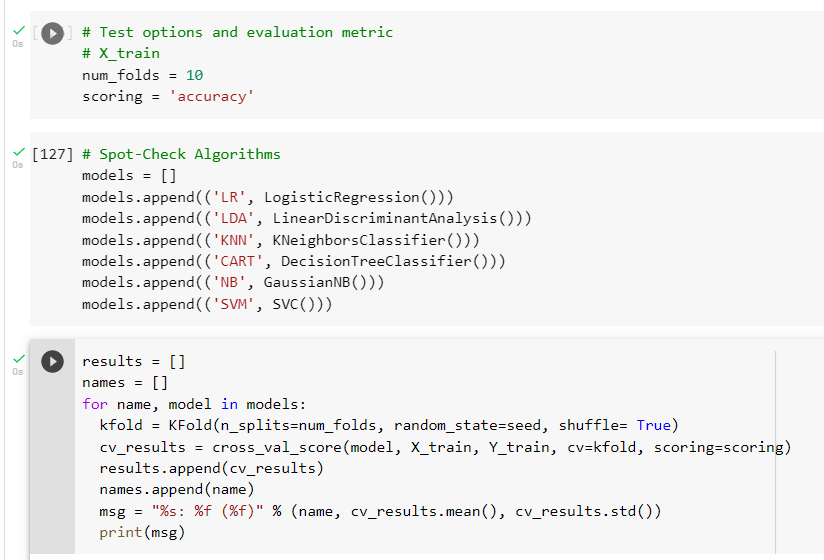 [ ] # Test options and evaluation metric
0s
# X_train
num_folds = 10
scoring = 'accuracy'
[127] # Spot-Check Algorithms
0s
models = []
models.append(('LR', LogisticRegression()))
models.append(('LDA', LinearDiscriminantAnalysis()))
models.append(('KNN', KNeighborsClassifier()))
models.append(('CART', DecisionTreeClassifier()))
models.append(('NB', GaussianNB()))
models.append(('SVM', SVC()))
results = []
0s
names = []
for name, model in models:
  kfold = KFold(n_splits=num_folds, random_state=seed, shuffle= True)
  cv_results = cross_val_score(model, X_train, Y_train, cv=kfold, scoring=scoring)
  results.append(cv_results)
  names.append(name)
  msg = "%s: %f (%f)" % (name, cv_results.mean(), cv_results.std())
  print(msg)